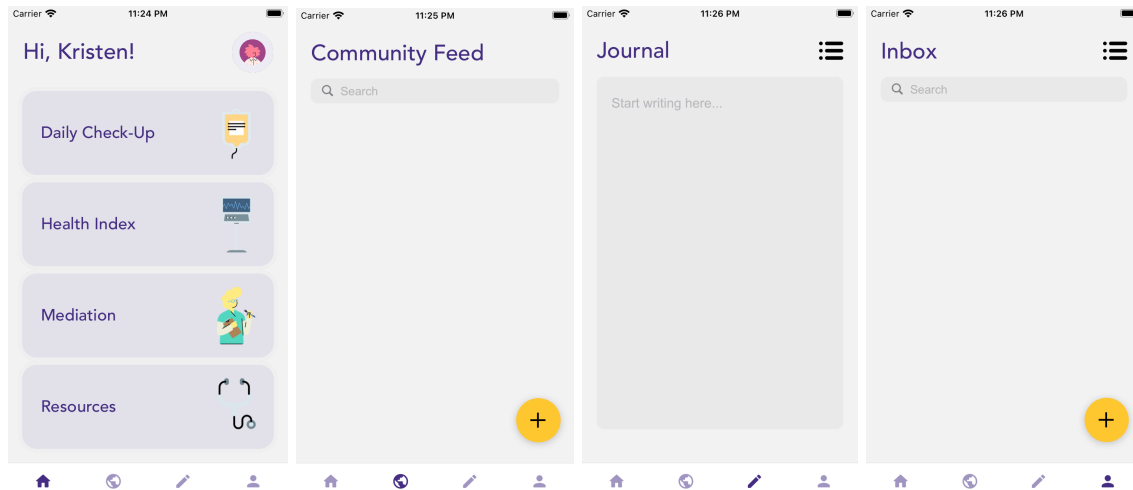 Carrier 11:24 PM
Hi, Kristen!
Daily Check-Up
Health Index
Mediation
Resources
Carrier 11:25 PM
Community Feed
Search
Carrier 11:26 PM
Journal
Start writing here...
Carrier 11:26 PM
Inbox
Search